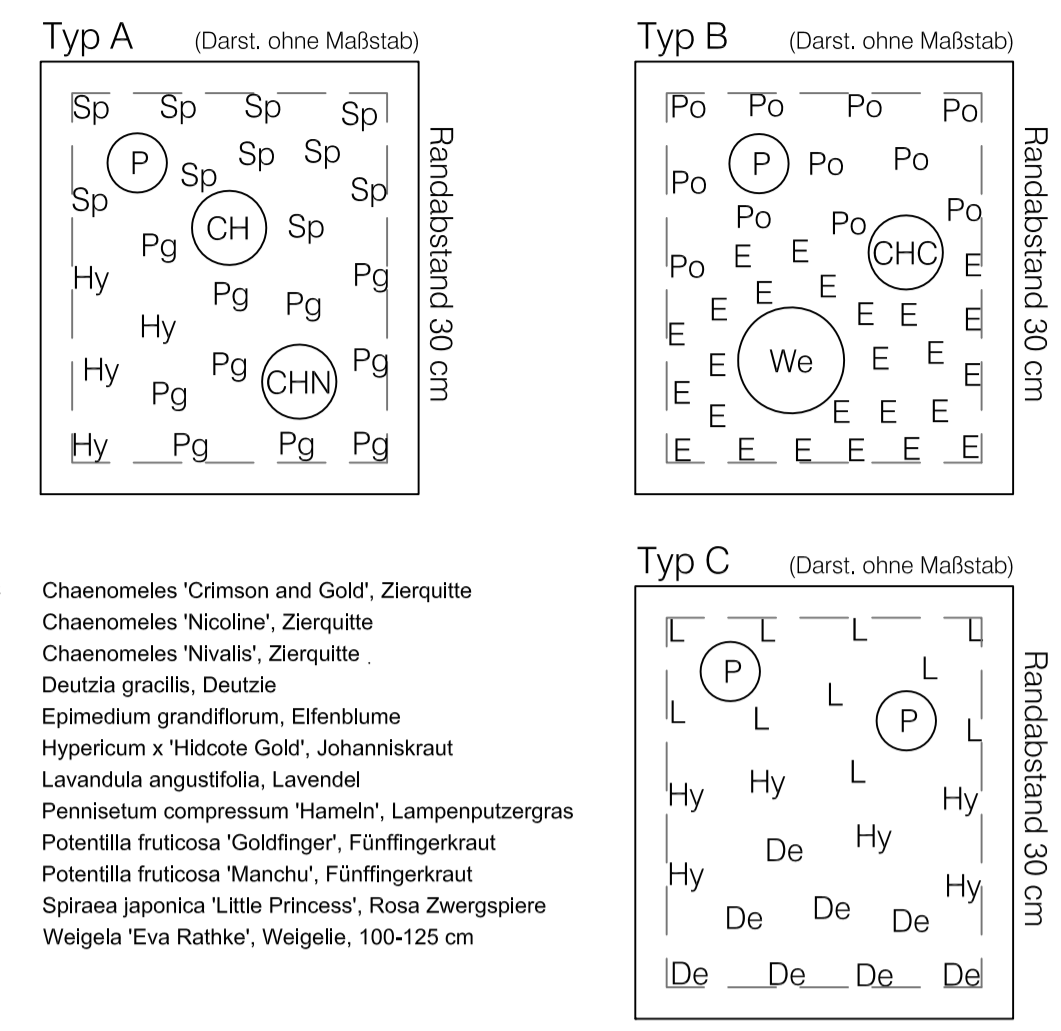 Typ A (Darst. ohne Maßstab)
Sp Sp Sp Sp
P Sp Sp Sp Sp
Sp CH Sp
Pg
Hy Pg
Pg Pg
Hy
Hy Pg CHN Pg
Pg
Hy Pg Pg Pg
Randabstand 30 cm
Typ B (Darst. ohne Maßstab)
Po Po Po Po
P Po Po
Po
Po Po Po
Po E E CHC E
E E
E E E E
E
E We E E E
E
E E E E
E E E E E E
Randabstand 30 cm
Chaenomeles 'Crimson and Gold', Zierquitte
Chaenomeles 'Nicoline', Zierquitte
Chaenomeles 'Nivalis', Zierquitte
Deutzia gracilis, Deutzie
Epimedium grandiflorum, Elfenblume
Hypericum x 'Hidcote Gold', Johanniskraut
Lavandula angustifolia, Lavendel
Pennisetum compressum 'Hameln', Lampenputzergras
Potentilla fruticosa 'Goldfinger', Fünffingerkraut
Potentilla fruticosa 'Manchu', Fünffingerkraut
Spiraea japonica 'Little Princess', Rosa Zwergspiere
Weigela 'Eva Rathke', Weigelie, 100-125 cm
Typ C (Darst. ohne Maßstab)
L L L L
P L
L
L L P L
L
Hy Hy Hy
De Hy
Hy Hy
De De De
De De De De
Randabstand 30 cm